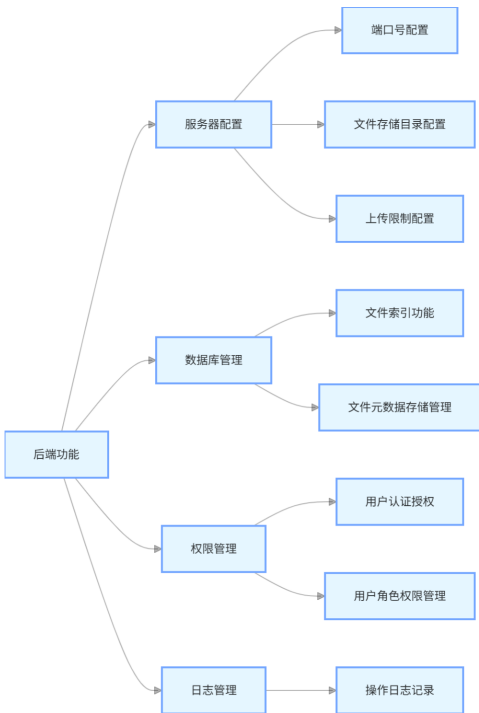 后端功能
服务器配置
端口号配置
文件存储目录配置
上传限制配置
数据库管理
文件索引功能
文件元数据存储管理
权限管理
用户认证授权
用户角色权限管理
日志管理
操作日志记录